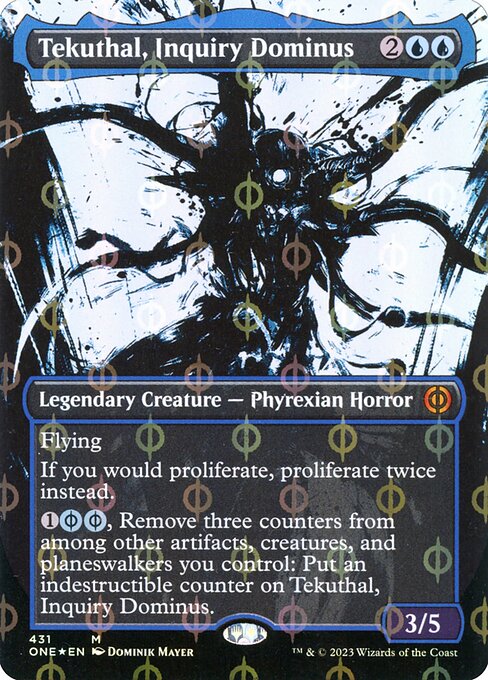 Tekuthal, Inquiry Dominus 2
Legendary Creature — Phyrexian Horror
Flying
If you would proliferate, proliferate twice
instead.
1, Remove three counters from
among other artifacts, creatures, and
planeswalkers you control: Put an
indestructible counter on Tekuthal,
Inquiry Dominus.
3/5
431 M
ONE★EN Dominik Mayer ™ & © 2023 Wizards of the Coast